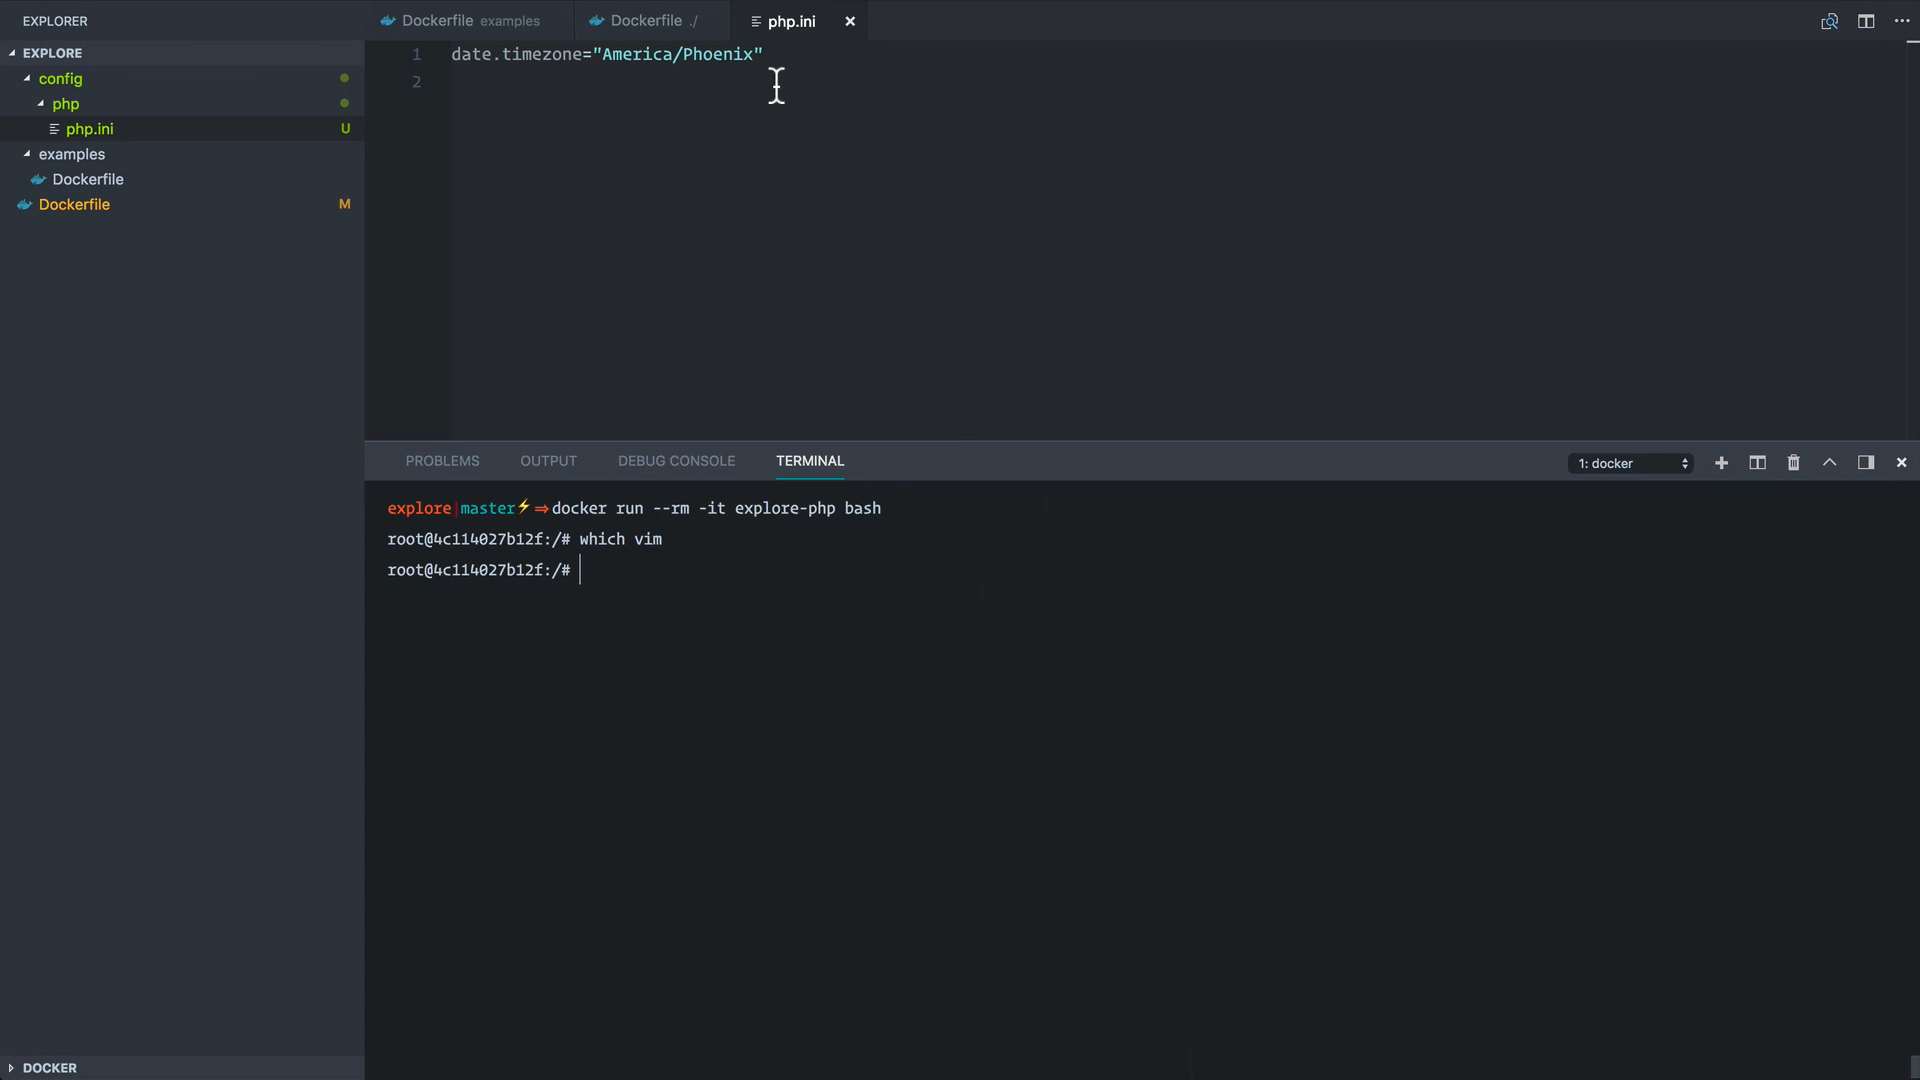 EXPLORER
EXPLORE
config
php
php.ini U
examples
Dockerfile
Dockerfile M
DOCKER
Dockerfile examples
Dockerfile ./
php.ini
1 date.timezone="America/Phoenix"
2
PROBLEMS OUTPUT DEBUG CONSOLE TERMINAL
1: docker
explore|master⚡⇒docker run --rm -it explore-php bash
root@4c114027b12f:/# which vim
root@4c114027b12f:/#